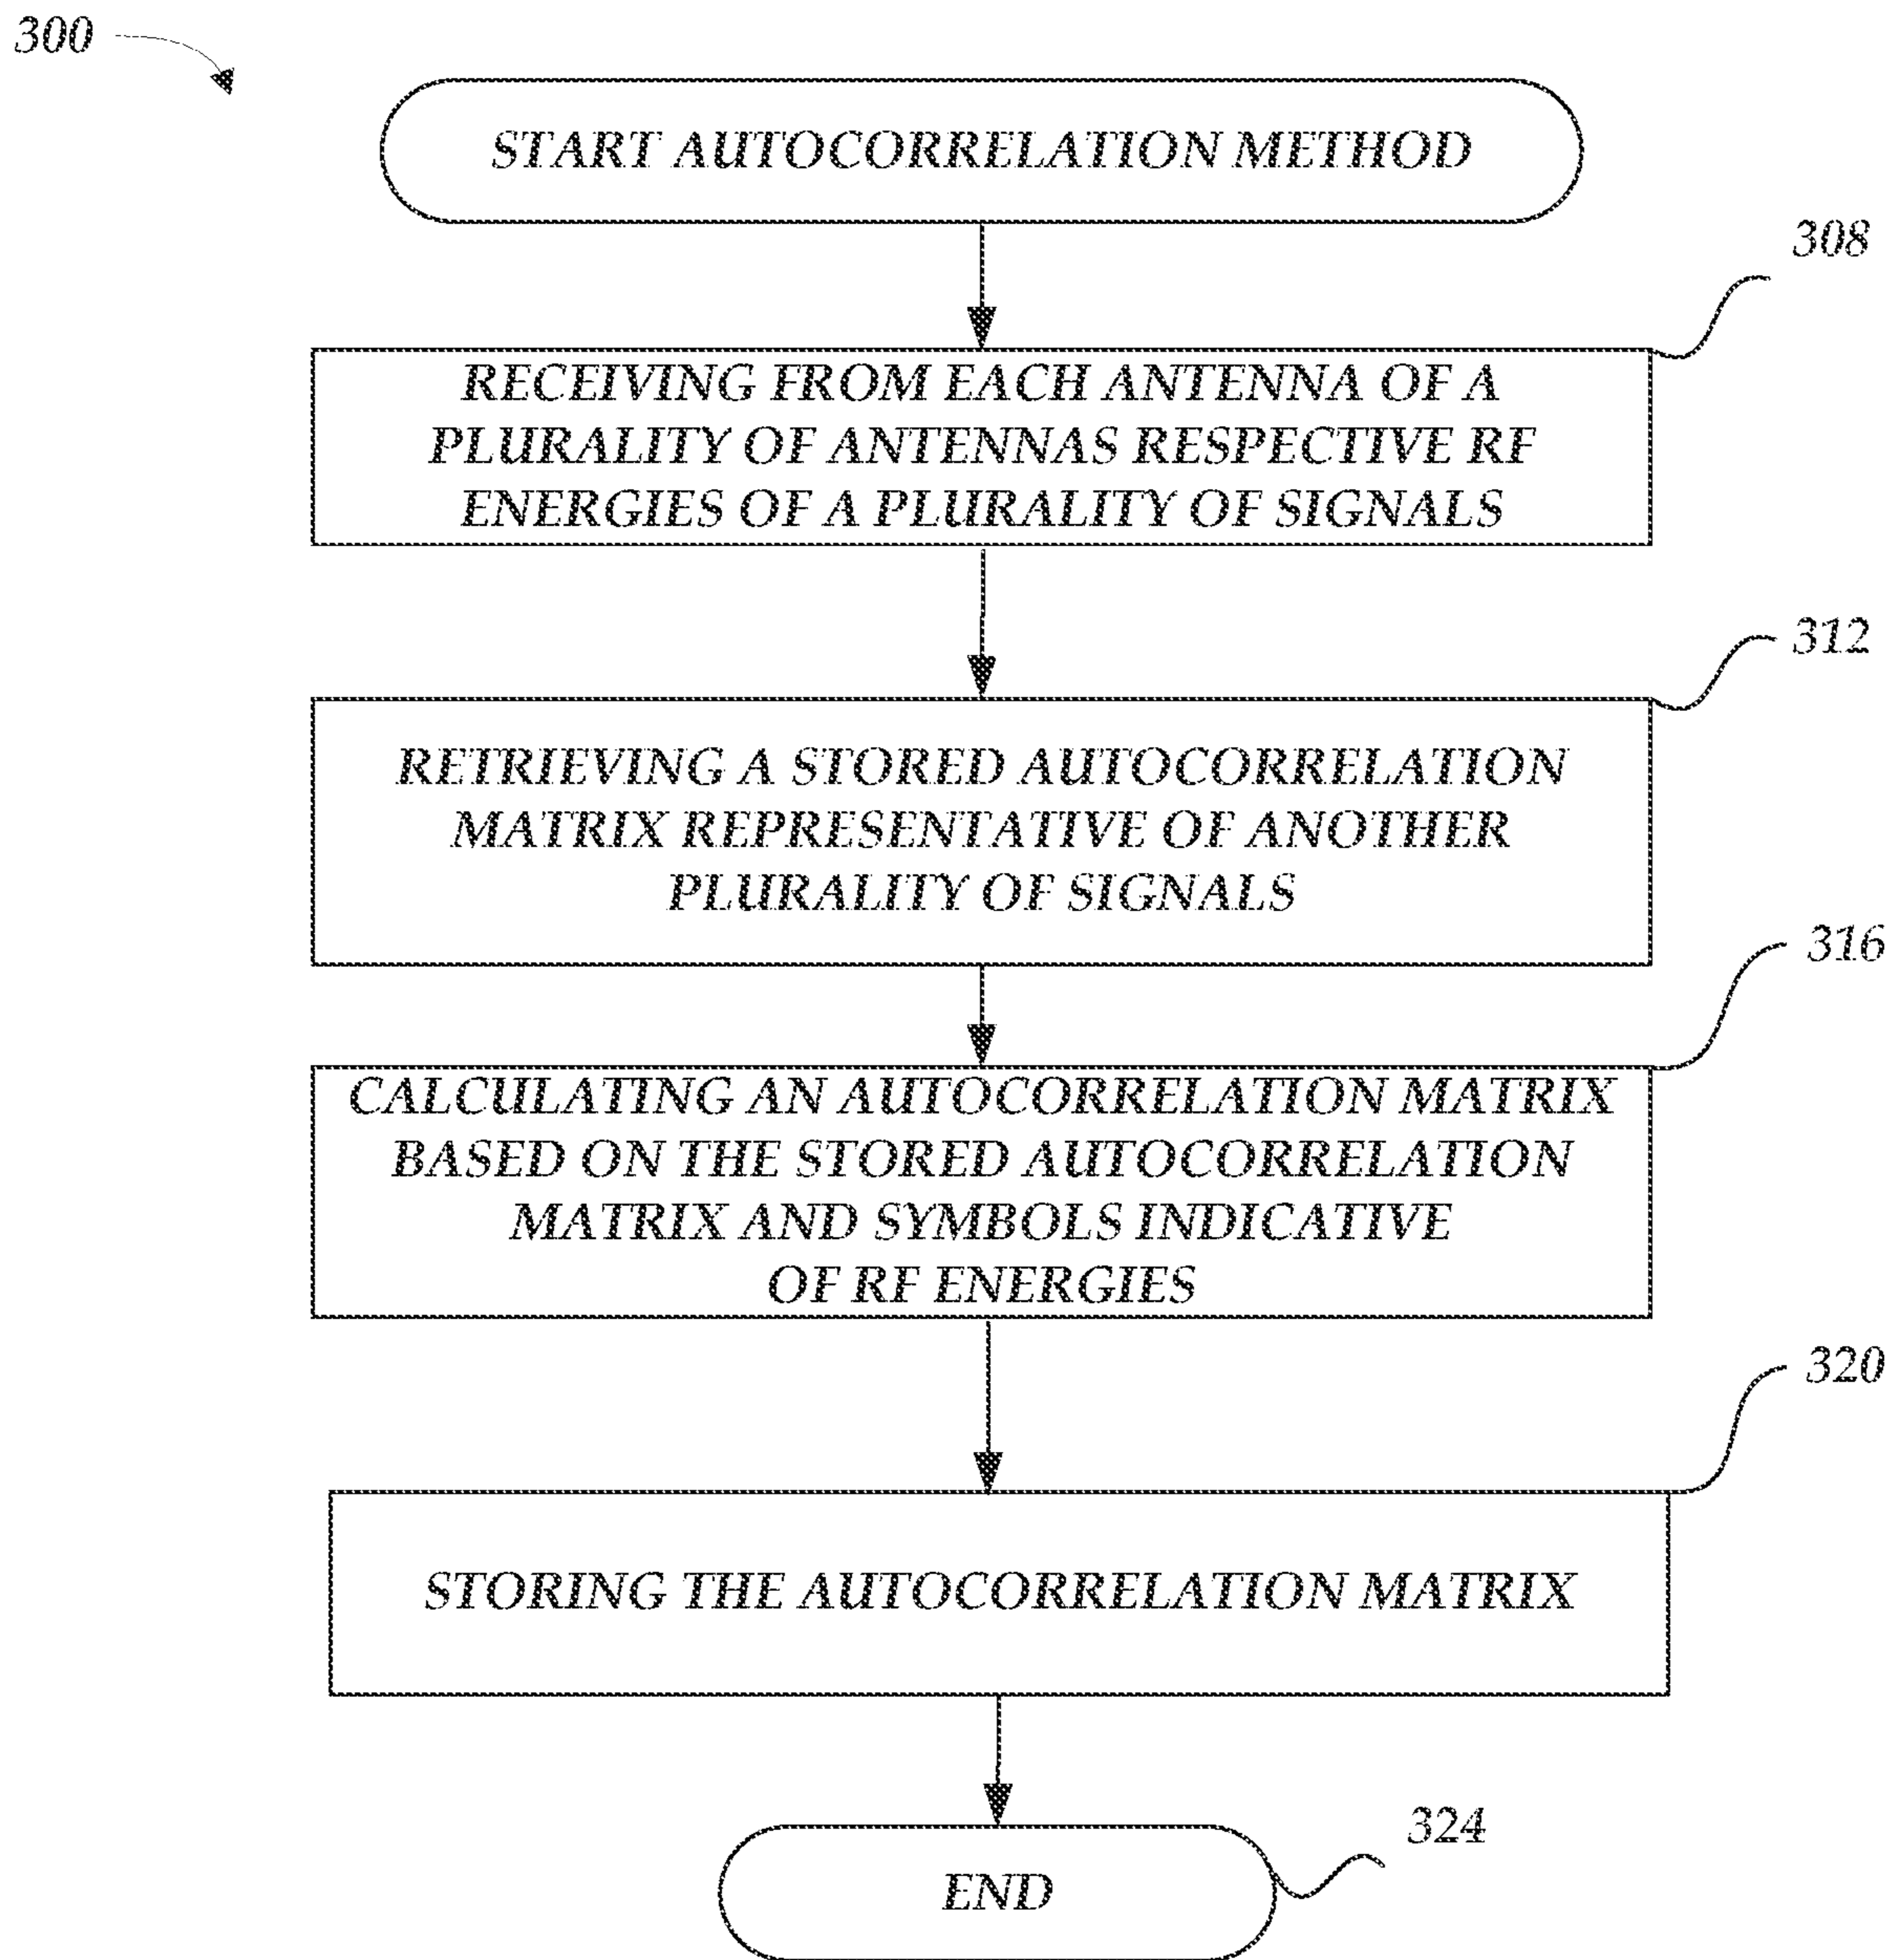 300
START AUTOCORRELATION METHOD
308
RECEIVING FROM EACH ANTENNA OF A
PLURALITY OF ANTENNAS RESPECTIVE RF
ENERGIES OF A PLURALITY OF SIGNALS
312
RETRIEVING A STORED AUTOCORRELATION
MATRIX REPRESENTATIVE OF ANOTHER
PLURALITY OF SIGNALS
316
CALCULATING AN AUTOCORRELATION MATRIX
BASED ON THE STORED AUTOCORRELATION
MATRIX AND SYMBOLS INDICATIVE
OF RF ENERGIES
320
STORING THE AUTOCORRELATION MATRIX
324
END